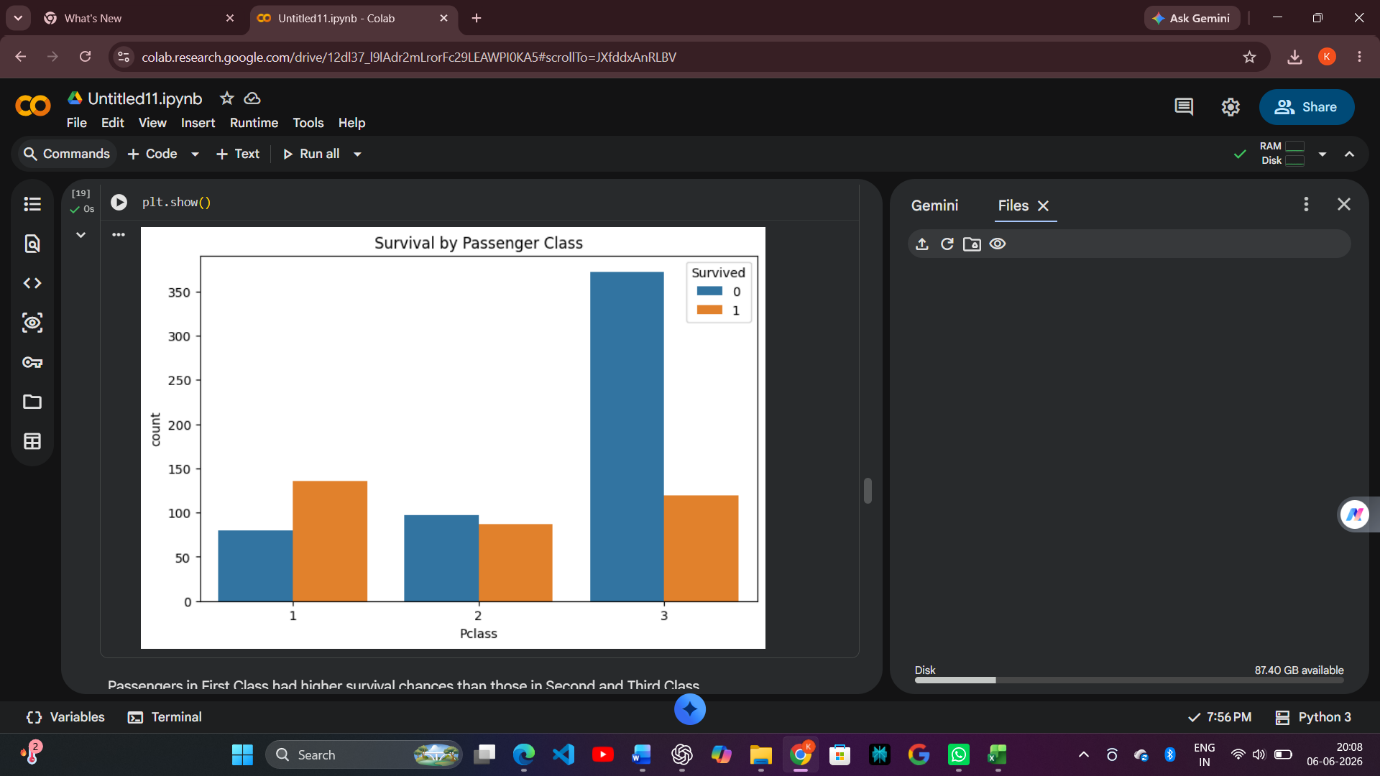 What's New
Untitled11.ipynb - Colab
Ask Gemini
colab.research.google.com/drive/12dl37_l9lAdr2mLrorFc29LEAWPl0KA5#scrollTo=JXfddxAnRLBV
K
CO
Untitled11.ipynb
File Edit View Insert Runtime Tools Help
Share
Commands + Code + Text Run all
RAM
Disk
[19]
0s
plt.show()
Survival by Passenger Class
Survived
0
1
350
300
250
200
150
100
50
0
count
1 2 3
Pclass
Passengers in First Class had higher survival chances than those in Second and Third Class
Gemini Files
Disk 87.40 GB available
Variables Terminal
7:56 PM Python 3
2
Search
K
ENG
IN
20:08
06-06-2026